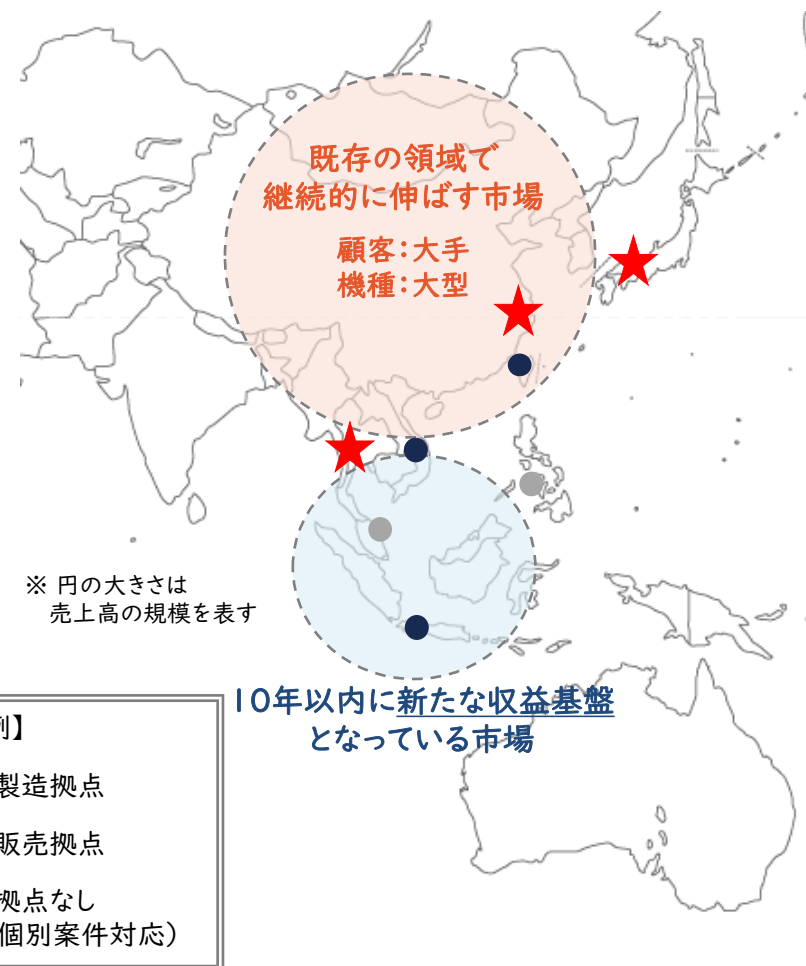 既存の領域で
継続的に伸ばす市場
顧客：大手
機種：大型
※ 円の大きさは
売上高の規模を表す
10年以内に新たな収益基盤
となっている市場
例】
製造拠点
販売拠点
拠点なし
個別案件対応）